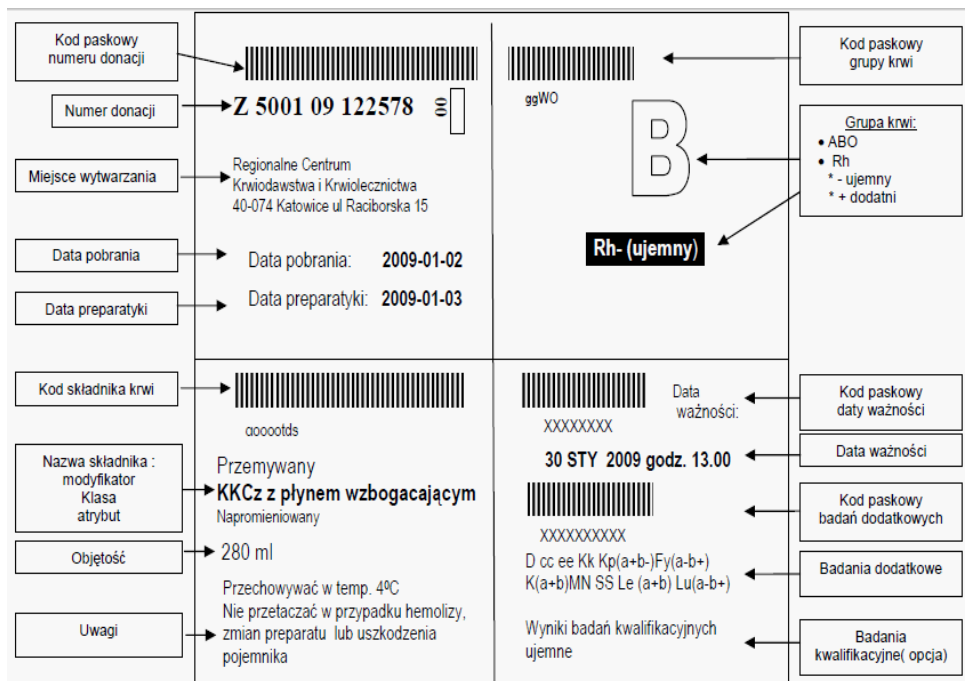 Kod paskowy
numeru donacji
Numer donacji
Miejsce wytwarzania
Data pobrania
Data preparatyki
Z 5001 09 122578
00
Regionalne Centrum
Krwiodawstwa i Krwiolecznictwa
40-074 Katowice ul Raciborska 15
Data pobrania: 2009-01-02
Data preparatyki: 2009-01-03
ggWO
B
Rh- (ujemny)
Kod paskowy
grupy krwi
Grupa krwi:
• ABO
• Rh
* - ujemny
* + dodatni
Kod składnika krwi
Nazwa składnika :
modyfikator
Klasa
atrybut
Objętość
Uwagi
αooootds
Przemywany
KKCz z płynem wzbogacającym
Napromieniowany
280 ml
Przechowywać w temp. 4ºC
Nie przetaczać w przypadku hemolizy,
zmian preparatu lub uszkodzenia
pojemnika
Data
ważności:
XXXXXXXX
30 STY 2009 godz. 13.00
XXXXXXXXXX
D cc ee Kk Kp(a+b-)Fy(a-b+)
K(a+b)MN SS Le (a+b) Lu(a-b+)
Wyniki badań kwalifikacyjnych
ujemne
Kod paskowy
daty ważności
Data ważności
Kod paskowy
badań dodatkowych
Badania dodatkowe
Badania
kwalifikacyjne( opcja)